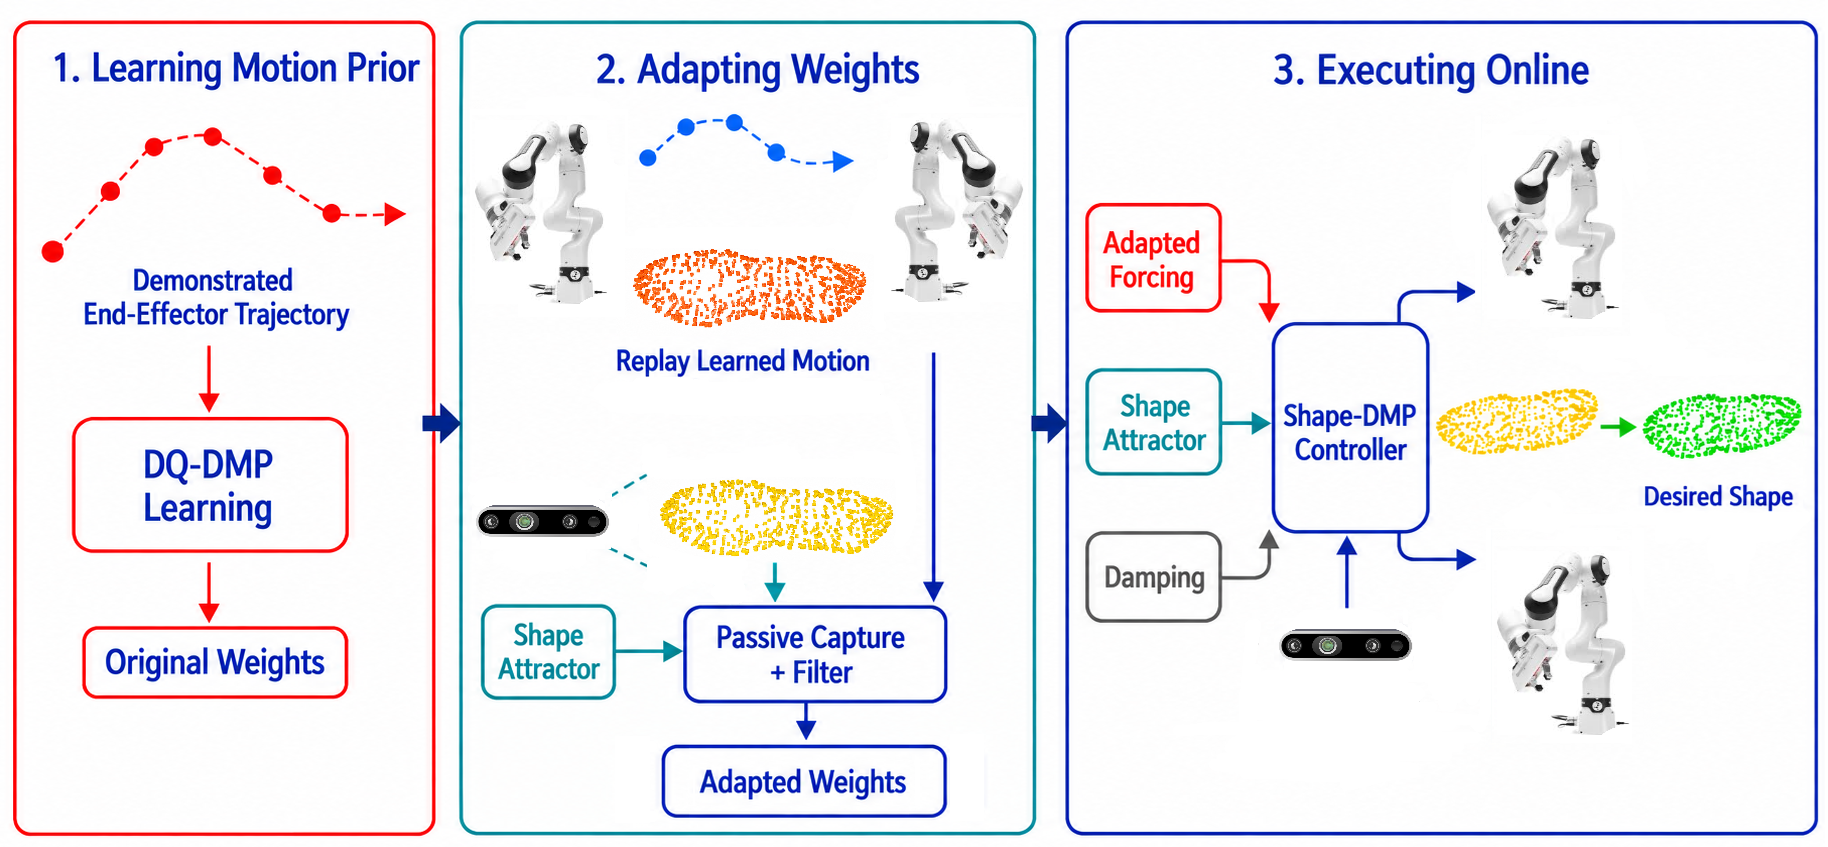 1. Learning Motion Prior
Demonstrated
End-Effector Trajectory
DQ-DMP
Learning
Original Weights
2. Adapting Weights
Replay Learned Motion
Shape
Attractor
Passive Capture
+ Filter
Adapted Weights
3. Executing Online
Adapted
Forcing
Shape
Attractor
Damping
Shape-DMP
Controller
Desired Shape